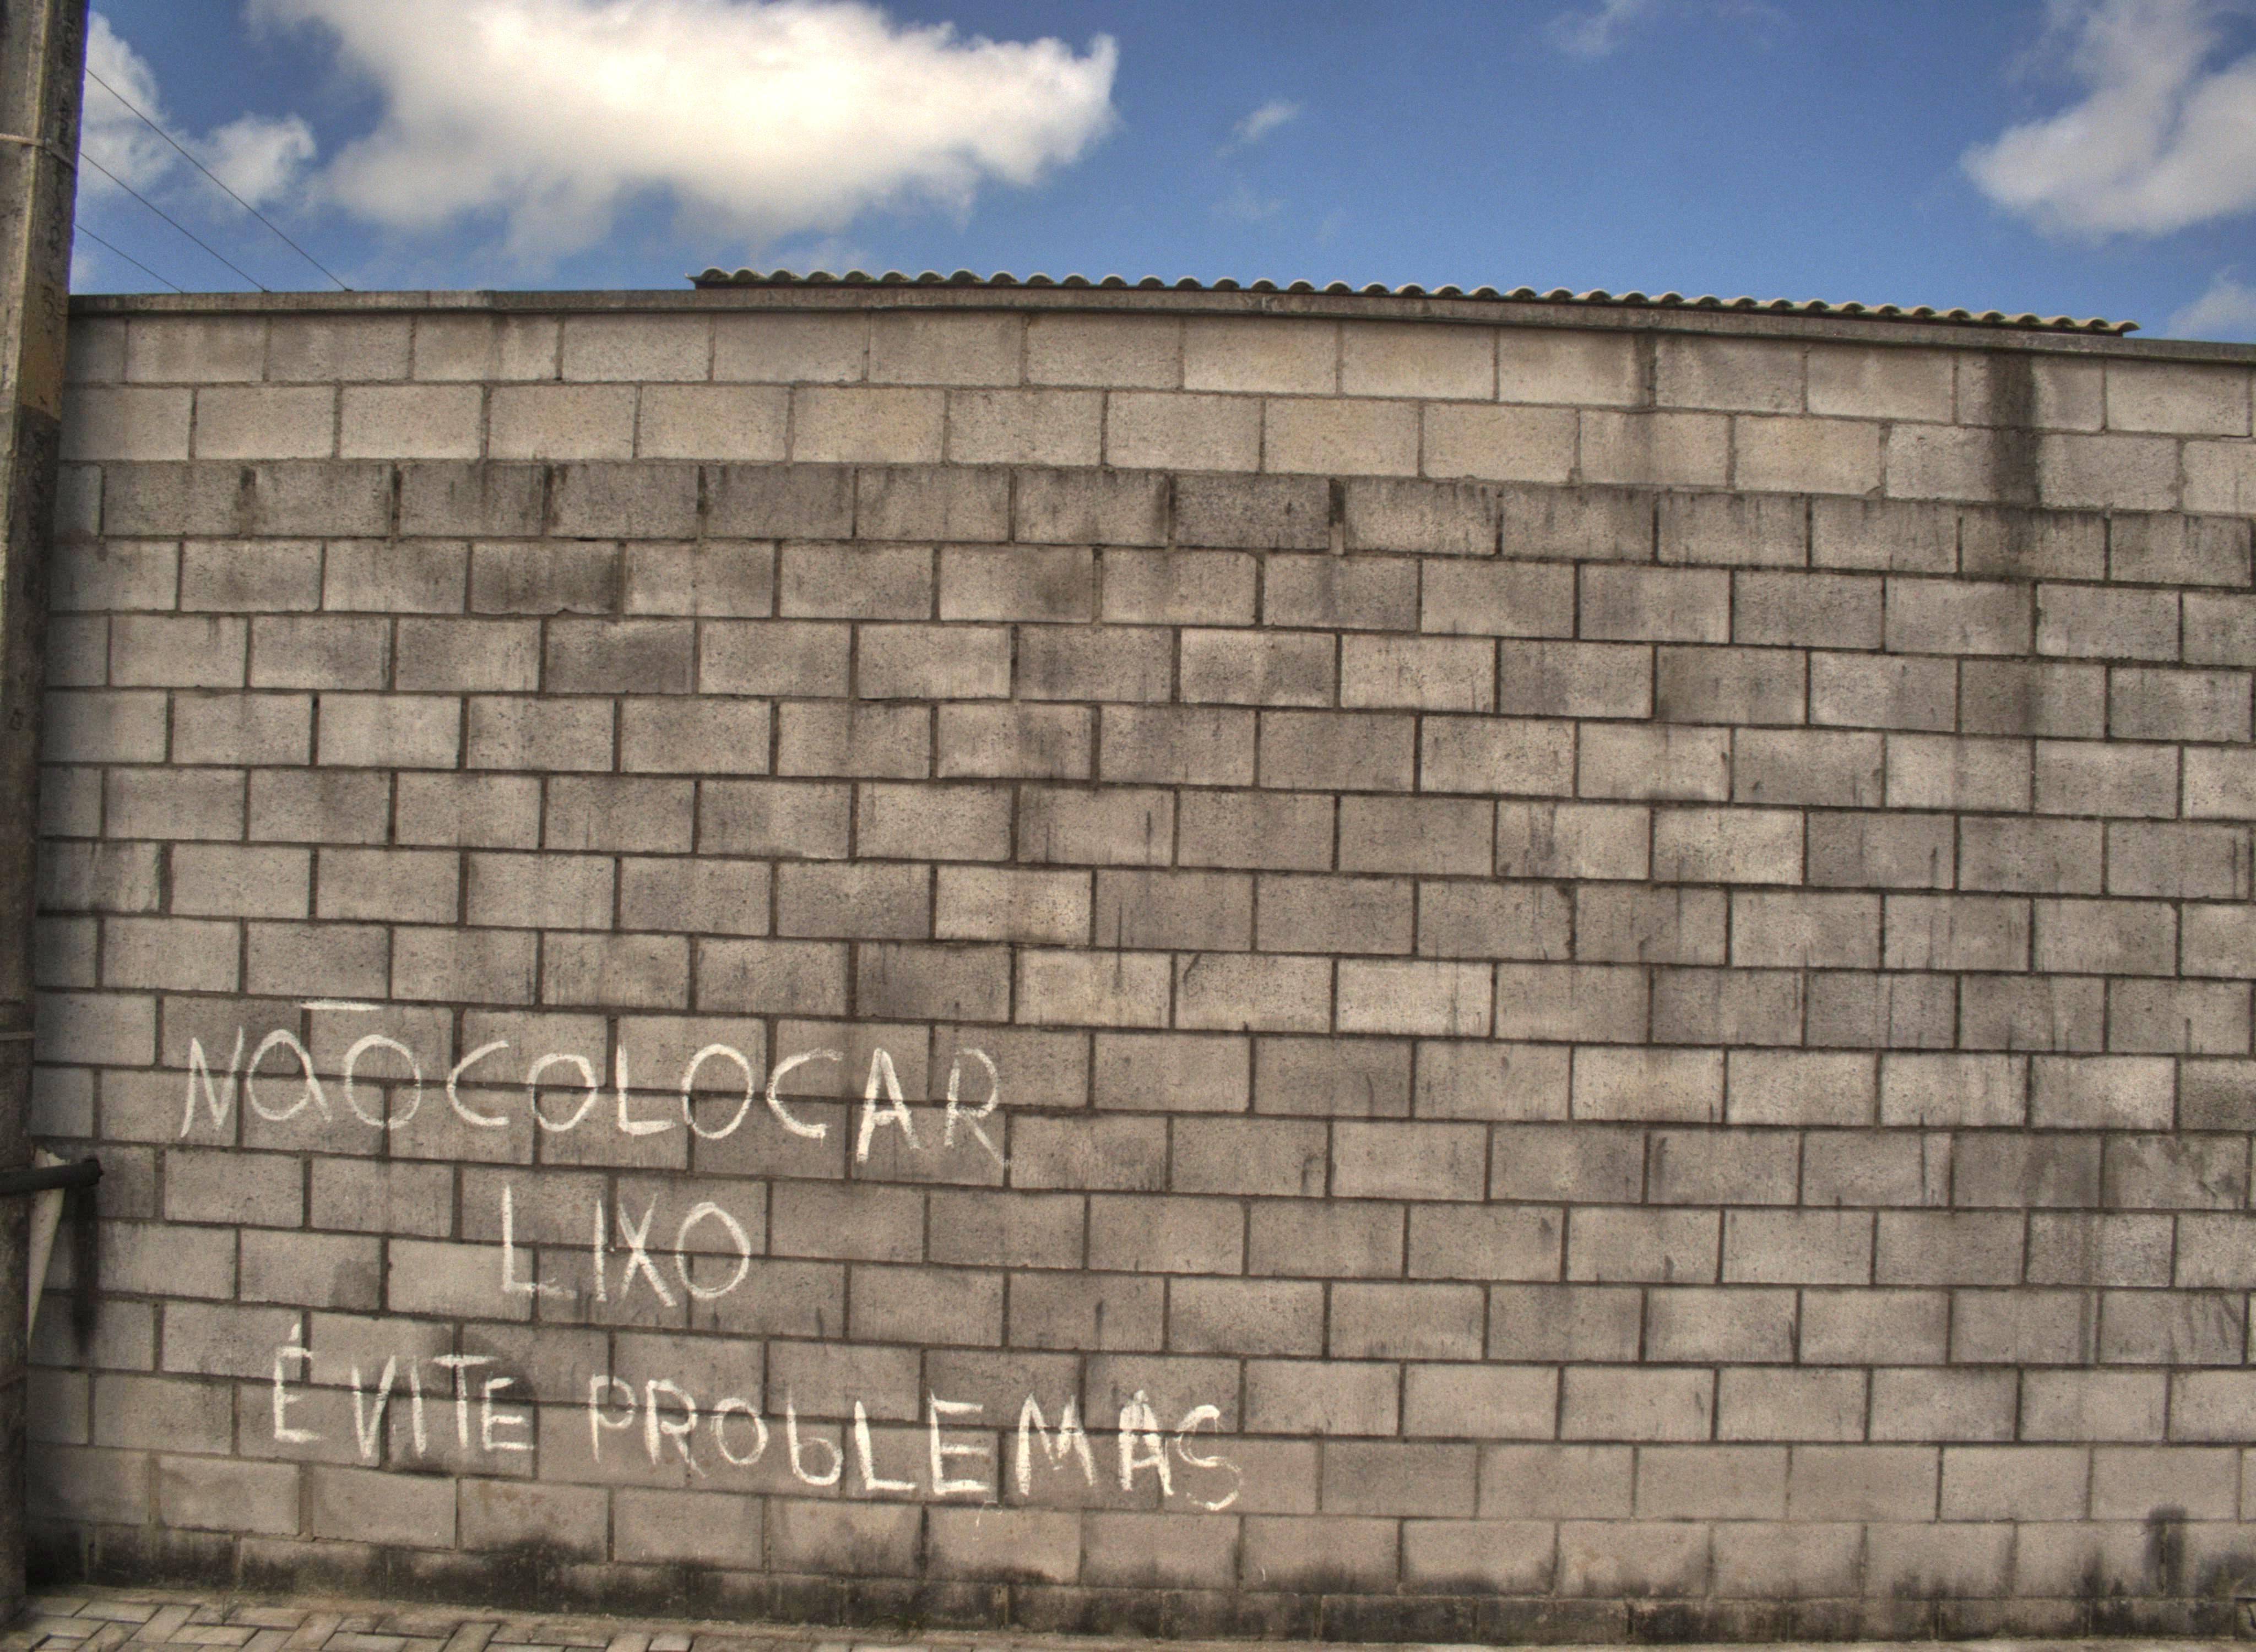 NÃO COLOCAR
LIXO
ÉVITE PROBLEMAS